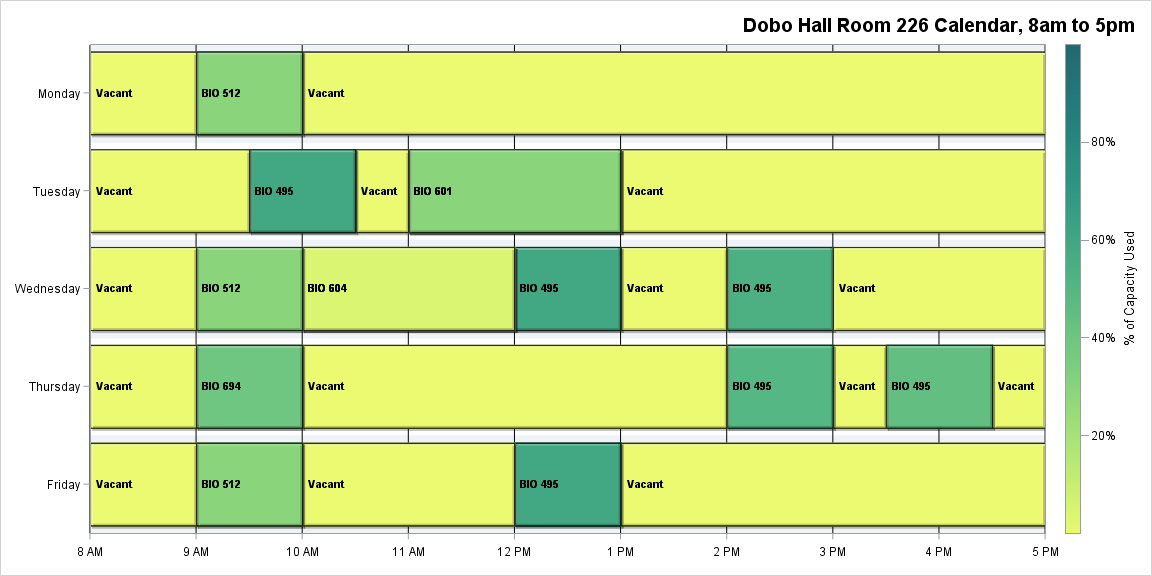 Dobo Hall Room 226 Calendar, 8am to 5pm
Monday Vacant BIO 512 Vacant
80%
Tuesday Vacant BIO 495 Vacant BIO 601 Vacant
60%
Wednesday Vacant BIO 512 BIO 604 BIO 495 Vacant BIO 495 Vacant
% of Capacity Used
40%
Thursday Vacant BIO 694 Vacant BIO 495 Vacant BIO 495 Vacant
20%
Friday Vacant BIO 512 Vacant BIO 495 Vacant
8 AM 9 AM 10 AM 11 AM 12 PM 1 PM 2 PM 3 PM 4 PM 5 PM